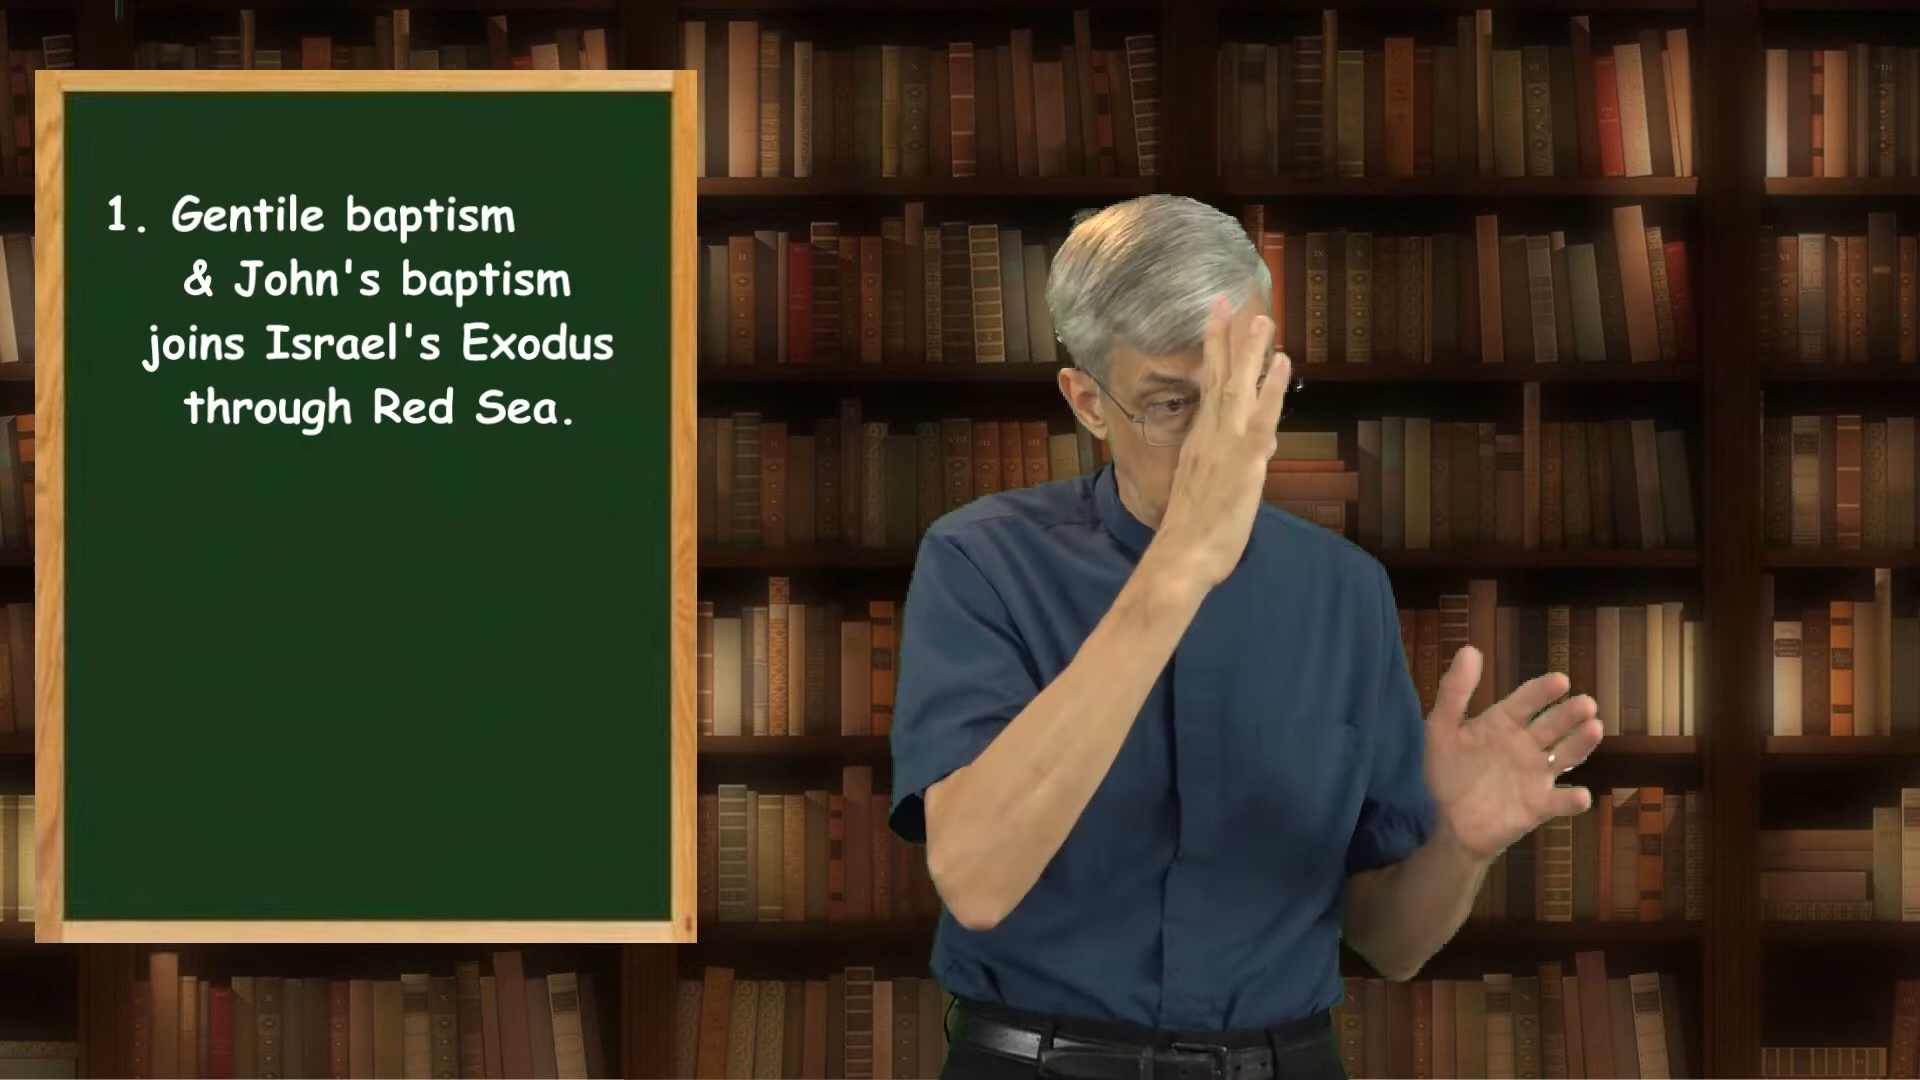 1. Gentile baptism
& John's baptism
joins Israel's Exodus
through Red Sea.